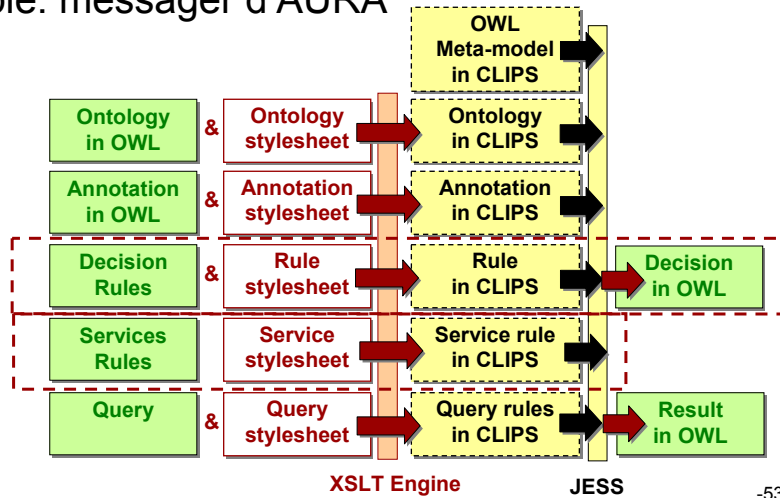 ole: messager d'AURA
OWL
Meta-model
in CLIPS
Ontology
in OWL
&
Ontology
stylesheet
Ontology
in CLIPS
Annotation
in OWL
&
Annotation
stylesheet
Annotation
in CLIPS
Decision
Rules
&
Rule
stylesheet
Rule
in CLIPS
Decision
in OWL
Services
Rules
Service
stylesheet
Service rule
in CLIPS
Query
&
Query
stylesheet
Query rules
in CLIPS
Result
in OWL
XSLT Engine
JESS
-53